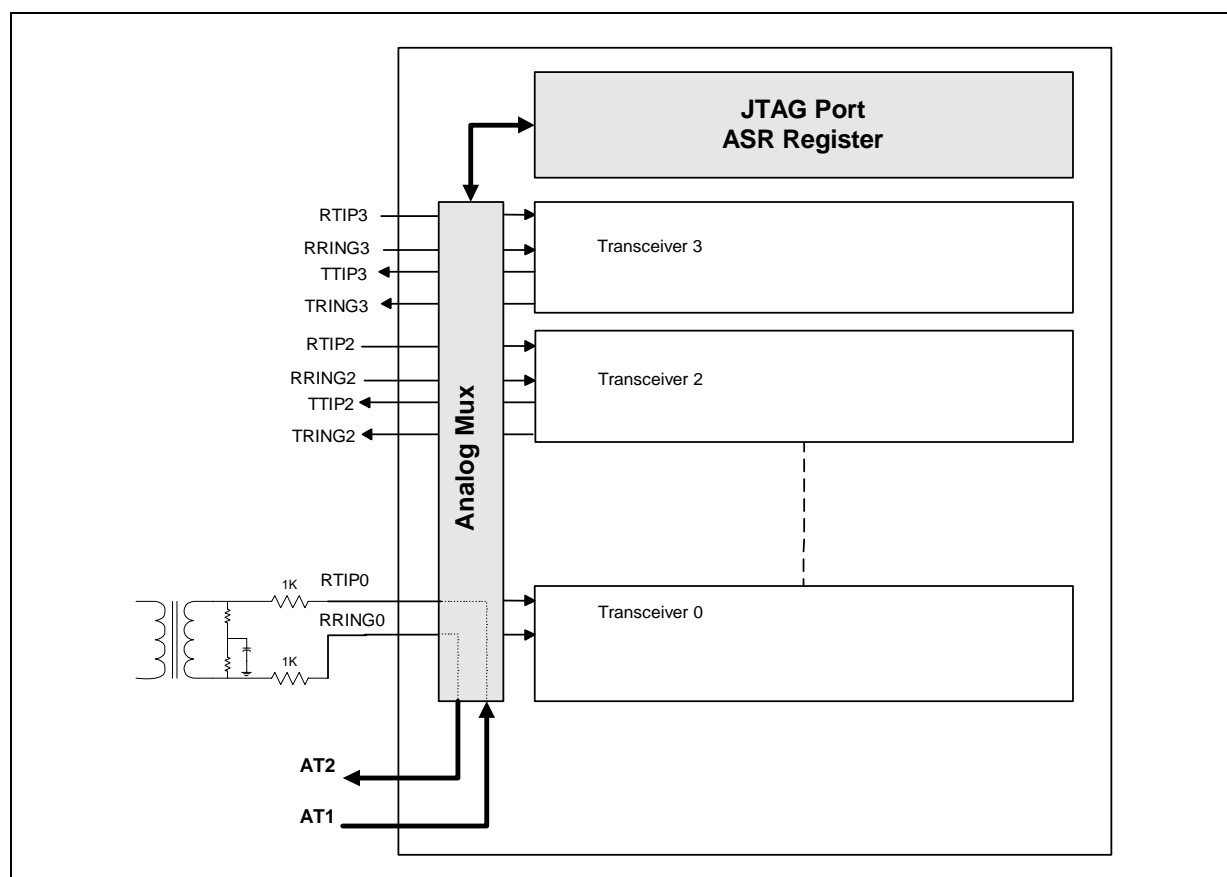 JTAG Port
ASR Register
RTIP3
RRING3
TTIP3
TRING3
Transceiver 3
RTIP2
RRING2
TTIP2
TRING2
Transceiver 2
Analog Mux
1K
RTIP0
RRING0
1K
Transceiver 0
AT2
AT1